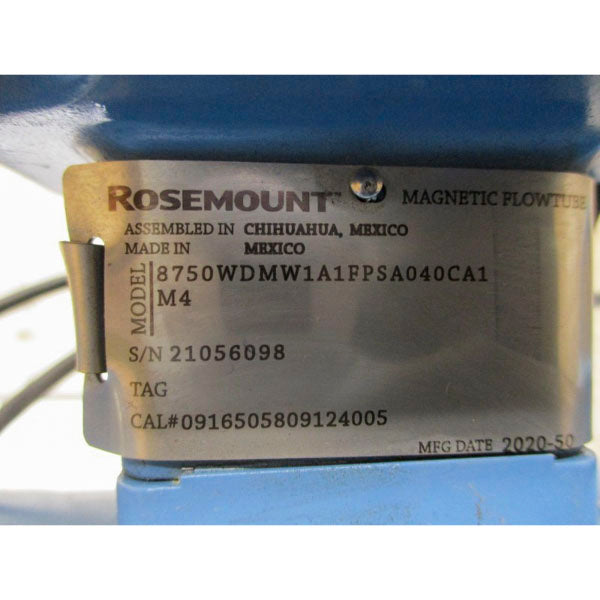 ROSEMOUNT MAGNETIC FLOWTUBE
ASSEMBLED IN CHIHUAHUA, MEXICO
MADE IN MEXICO
MODEL 8750WDMW1A1FPSA040CA1
M4
S/N 21056098
TAG
CAL#0916505809124005
MFG DATE 2020-50